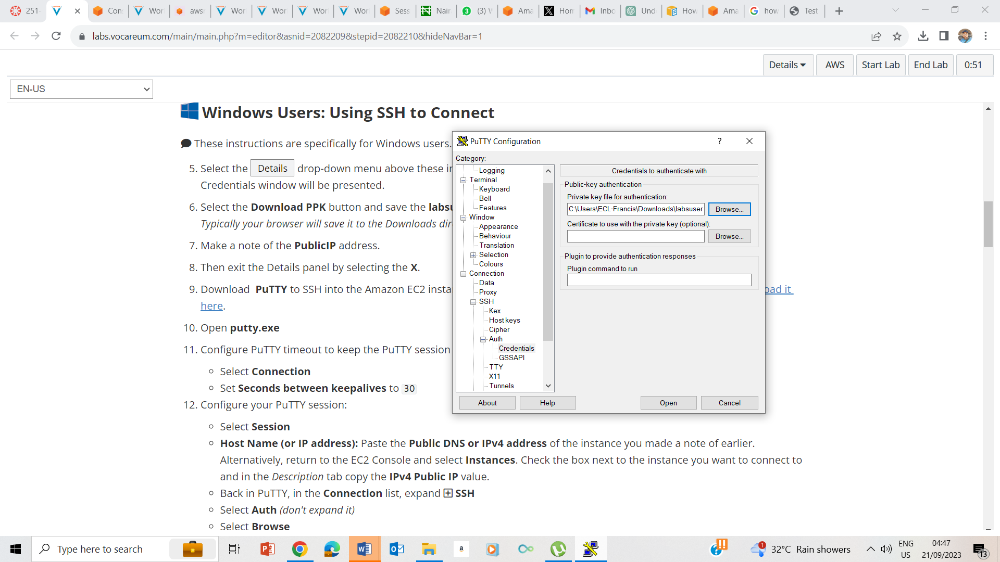 251-
Con
Wor
awsr
Wor
Wor
Wor
Wor
Sess
Nair
3
(3) V
Ama
Hom
Inbo
Und
How
Ama
how
Test
labs.vocareum.com/main/main.php?m=editor&asnid=2082209&stepid=2082210&hideNavBar=1
Details
AWS
Start Lab
End Lab
0:51
EN-US
Windows Users: Using SSH to Connect
These instructions are specifically for Windows users.
5. Select the Details drop-down menu above these in
Credentials window will be presented.
6. Select the Download PPK button and save the labsu
Typically your browser will save it to the Downloads dir
7. Make a note of the PublicIP address.
8. Then exit the Details panel by selecting the X.
9. Download PuTTY to SSH into the Amazon EC2 insta
oad it
here.
10. Open putty.exe
11. Configure PuTTY timeout to keep the PuTTY session
Select Connection
Set Seconds between keepalives to 30
12. Configure your PuTTY session:
Select Session
Host Name (or IP address): Paste the Public DNS or IPv4 address of the instance you made a note of earlier.
Alternatively, return to the EC2 Console and select Instances. Check the box next to the instance you want to connect to
and in the Description tab copy the IPv4 Public IP value.
Back in PuTTY, in the Connection list, expand SSH
Select Auth (don't expand it)
Select Browse
PuTTY Configuration
?
Category:
Logging
Terminal
Keyboard
Bell
Features
Window
Appearance
Behaviour
Translation
Selection
Colours
Connection
Data
Proxy
SSH
Kex
Host keys
Cipher
Auth
Credentials
GSSAPI
TTY
X11
Tunnels
Credentials to authenticate with
Public-key authentication
Private key file for authentication:
C:\Users\ECL-Francis\Downloads\labsuser
Browse...
Certificate to use with the private key (optional):
Browse...
Plugin to provide authentication responses
Plugin command to run
About
Help
Open
Cancel
Type here to search
a
1
32°C Rain showers
ENG
US
04:47
21/09/2023
13